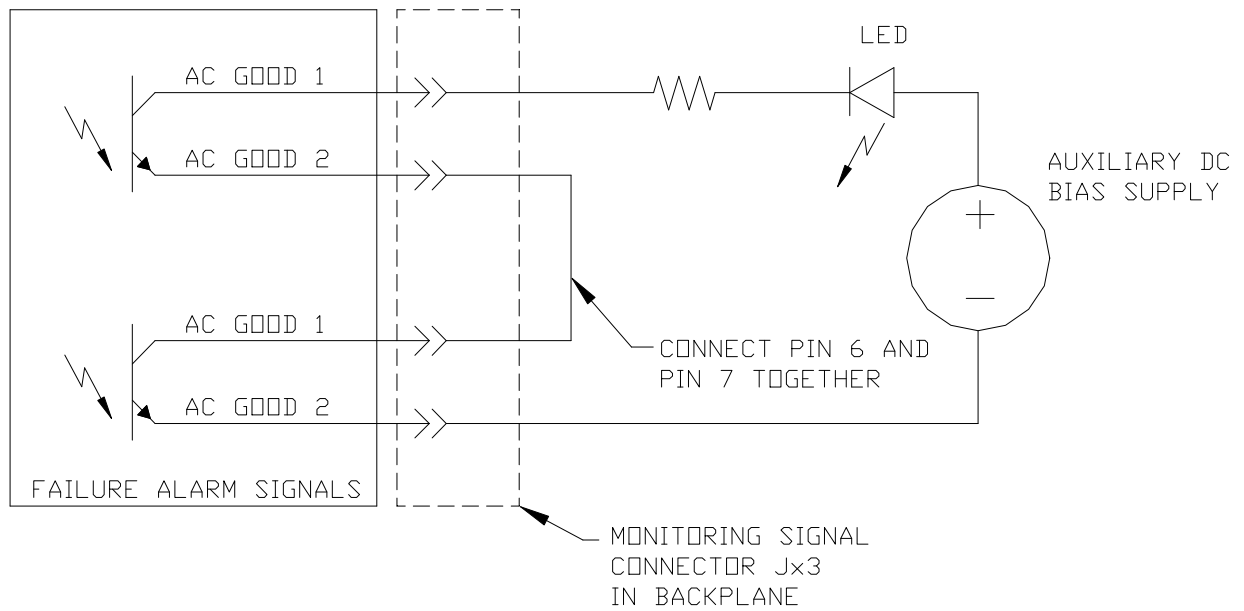 LED
AC GOOD 1
AC GOOD 2
AUXILIARY DC
BIAS SUPPLY
+
−
AC GOOD 1
AC GOOD 2
CONNECT PIN 6 AND
PIN 7 TOGETHER
FAILURE ALARM SIGNALS
MONITORING SIGNAL
CONNECTOR Jx3
IN BACKPLANE